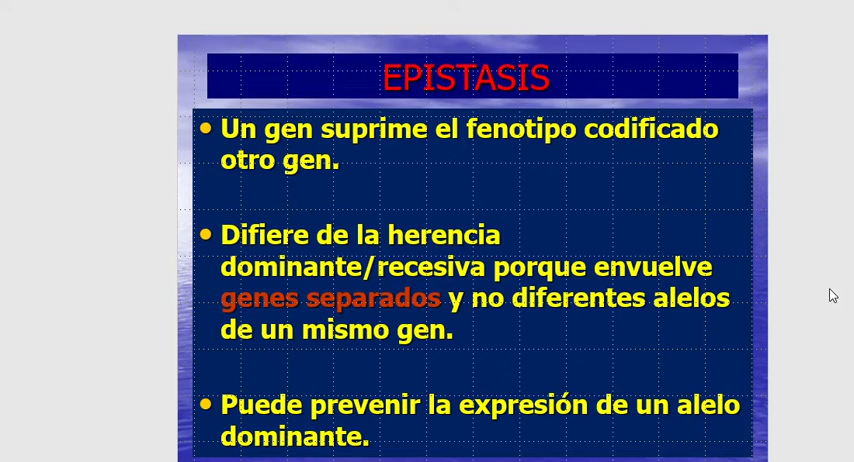 EPISTASIS
• Un gen suprime el fenotipo codificado
otro gen.
• Difiere de la herencia
dominante/recesiva porque envuelve
genes separados y no diferentes alelos
de un mismo gen.
• Puede prevenir la expresión de un alelo
dominante.